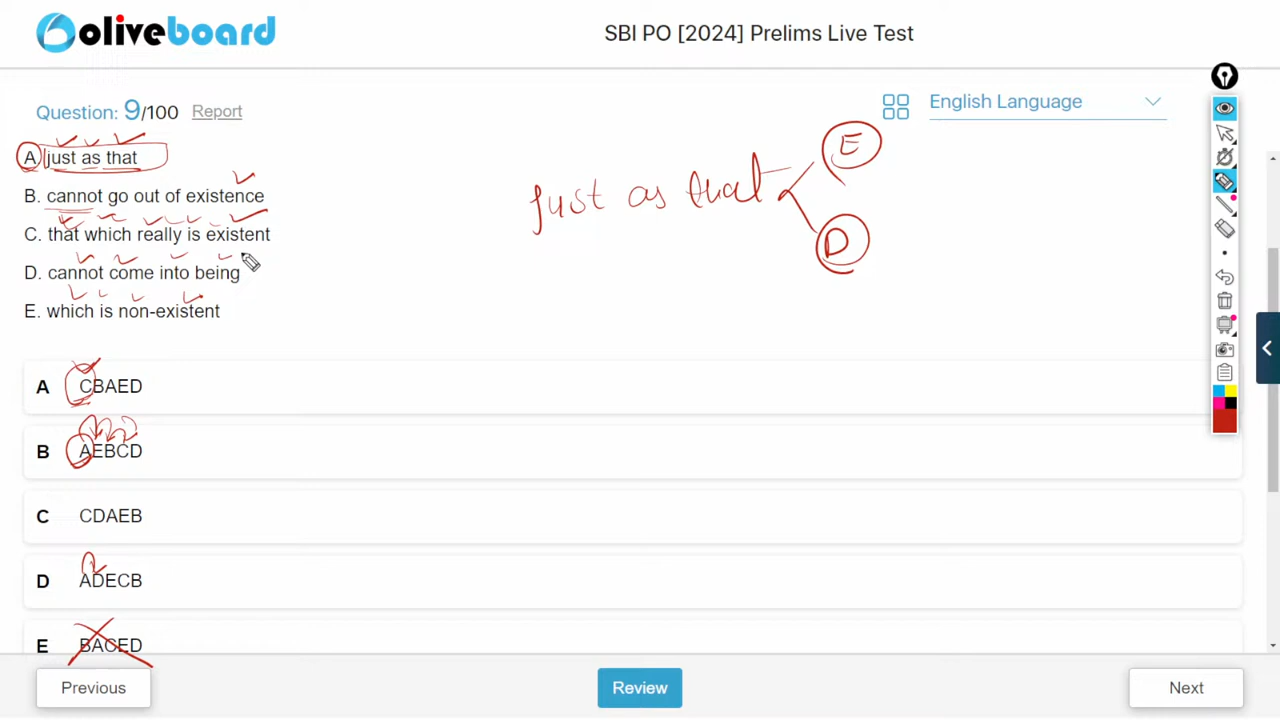 oliveboard
SBI PO [2024] Prelims Live Test
Question: 9/100 Report
English Language
A just as that
B. cannot go out of existence
C. that which really is existent
D. cannot come into being
E. which is non-existent
Just as that
E
D
A CBAED
B AEBCD
C CDAEB
D ADECB
E BACED
Previous
Review
Next